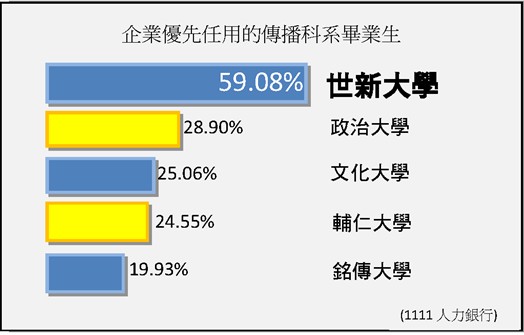 企業優先任用的傳播科系畢業生
59.08% 世新大學
28.90% 政治大學
25.06% 文化大學
24.55% 輔仁大學
19.93% 銘傳大學
(1111 人力銀行)